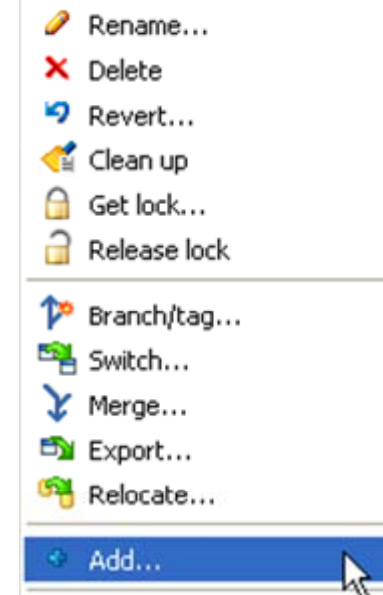 Rename...
Delete
Revert...
Clean up
Get lock...
Release lock
Branch/tag...
Switch...
Merge...
Export...
Relocate...
Add...